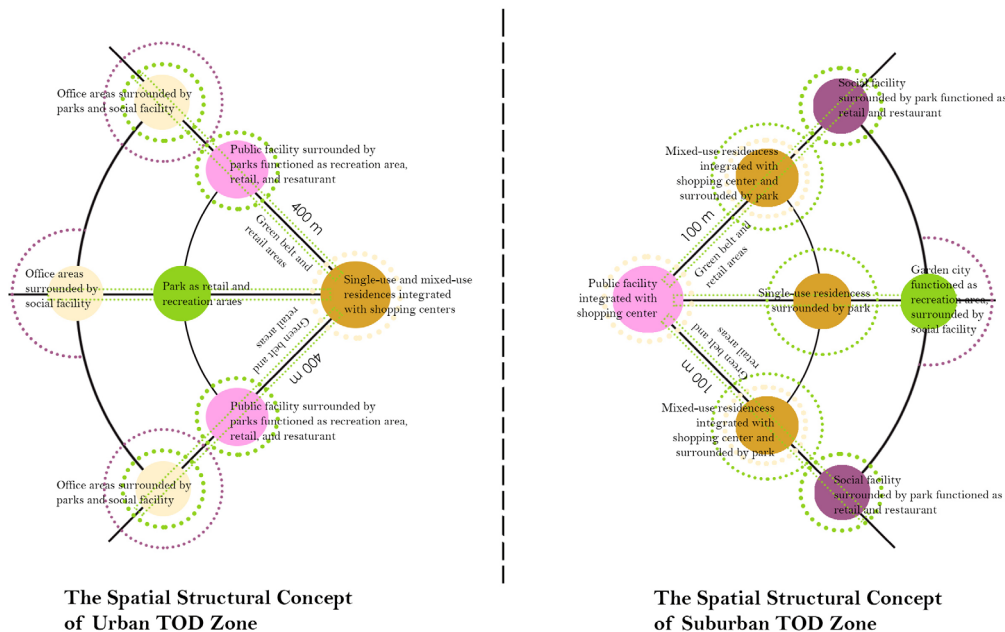 Office areas surrounded by
parks and social facility
Public facility surrounded by
parks functioned as recreation area,
retail, and resaturant
400 m
Green belt and
retail areas
Office areas
surrounded by
social facility
Park as retail and
recreation araes
Single-use and mixed-use
residences integrated
with shopping centers
Green belt and
retail areas
400 m
Public facility surrounded by
parks functioned as recreation area,
retail, and resaturant
Office areas surrounded by
parks and social facility
The Spatial Structural Concept
of Urban TOD Zone
Social facility
surrounded by park functioned as
retail and restaurant
Mixed-use residencess
integrated with
shopping center and
surrounded by park
100 m
Green belt and
retail areas
Public facility
integrated with
shopping center
Single-use residencess
surrounded by park
Garden city
functioned as
recreation area,
surrounded by
social facility
Green belt and
retail areas
100 m
Mixed-use residencess
integrated with
shopping center and
surrounded by park
Social facility
surrounded by park functioned as
retail and restaurant
The Spatial Structural Concept
of Suburban TOD Zone